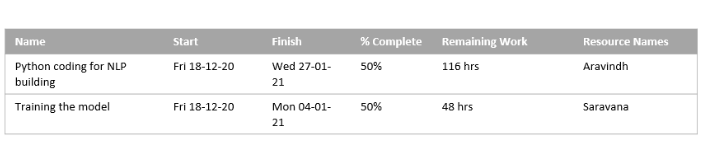 Name Start Finish % Complete Remaining Work Resource Names
Python coding for NLP Fri 18-12-20 Wed 27-01- 50% 116 hrs Aravindh
building 21
Training the model Fri 18-12-20 Mon 04-01- 50% 48 hrs Saravana
21